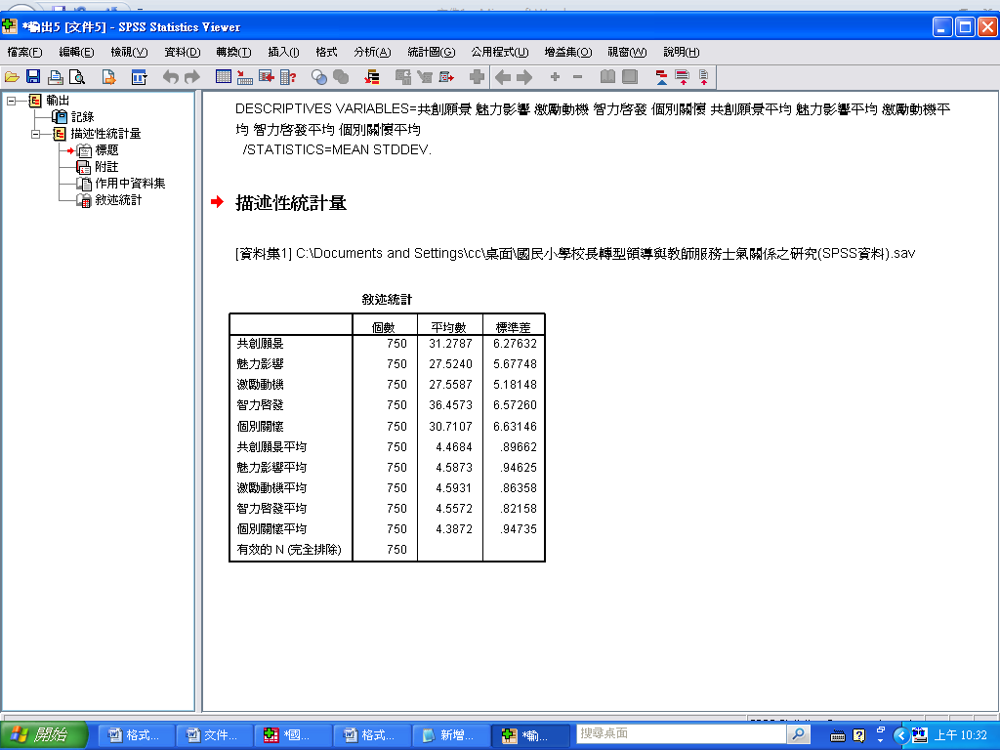 *輸出5 [文件5] - SPSS Statistics Viewer
檔案(F) 編輯(E) 檢視(V) 資料(D) 轉換(T) 插入(I) 格式 分析(A) 統計圖(G) 公用程式(U) 增益集(O) 視窗(W) 說明(H)
輸出
記錄
描述性統計量
標題
附註
作用中資料集
敘述統計
DESCRIPTIVES VARIABLES=共創願景 魅力影響 激勵動機 智力啓發 個別關懷 共創願景平均 魅力影響平均 激勵動機平
均 智力啓發平均 個別關懷平均
/STATISTICS=MEAN STDDEV.
描述性統計量
[資料集1] C:\Documents and Settings\cc\桌面\國民小學校長轉型領導與教師服務士氣關係之研究(SPSS資料).sav
敘述統計
個數 平均數 標準差
共創願景 750 31.2787 6.27632
魅力影響 750 27.5240 5.67748
激勵動機 750 27.5587 5.18148
智力啓發 750 36.4573 6.57260
個別關懷 750 30.7107 6.63146
共創願景平均 750 4.4684 .89662
魅力影響平均 750 4.5873 .94625
激勵動機平均 750 4.5931 .86358
智力啓發平均 750 4.5572 .82158
個別關懷平均 750 4.3872 .94735
有效的 N (完全排除) 750
開始 格式... 文件... *國... 格式... 新增... *輸... 搜尋桌面 上午 10:32